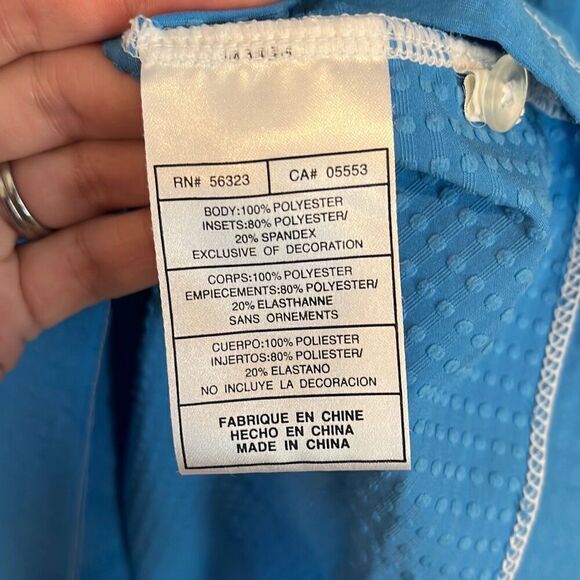 RN# 56323 CA# 05553
BODY:100% POLYESTER
INSETS:80% POLYESTER/
20% SPANDEX
EXCLUSIVE OF DECORATION
CORPS:100% POLYESTER
EMPIECEMENTS:80% POLYESTER/
20% ELASTHANNE
SANS ORNEMENTS
CUERPO:100% POLIESTER
INJERTOS:80% POLIESTER/
20% ELASTANO
NO INCLUYE LA DECORACION
FABRIQUE EN CHINE
HECHO EN CHINA
MADE IN CHINA